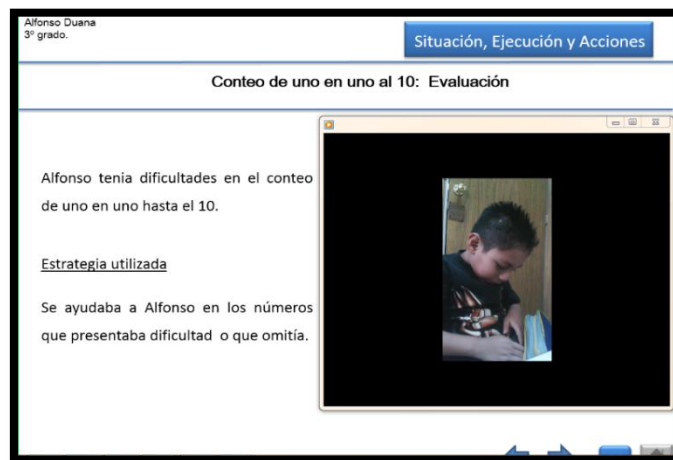 Alfonso Duana
3º grado.
Situación, Ejecución y Acciones
Conteo de uno en uno al 10: Evaluación
Alfonso tenia dificultades en el conteo
de uno en uno hasta el 10.
Estrategia utilizada
Se ayudaba a Alfonso en los números
que presentaba dificultad o que omitía.